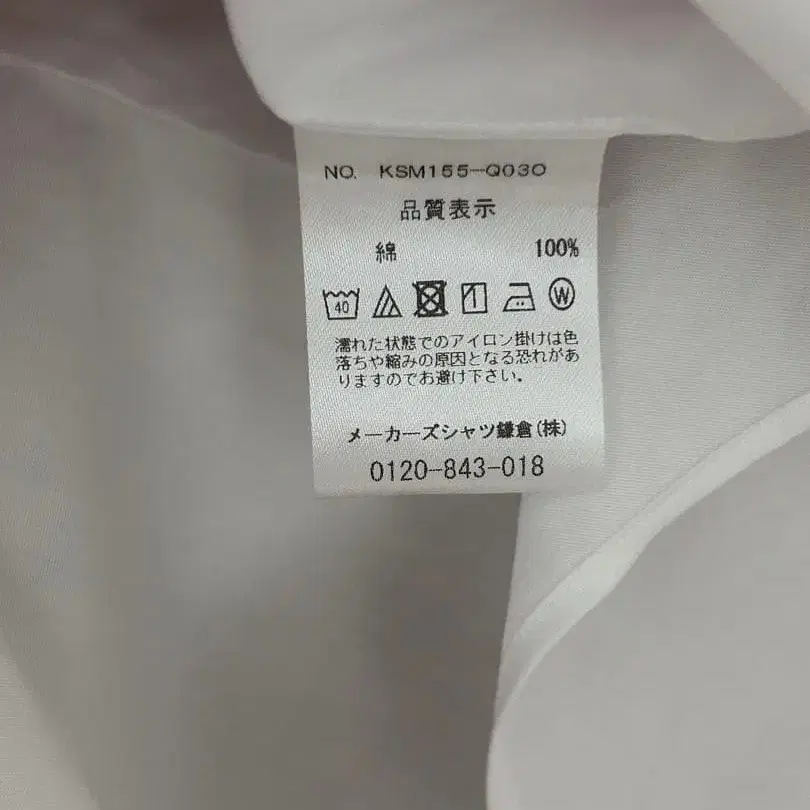 NO. KSM155-Q030
品質表示
綿 100%
40 W
濡れた状態でのアイロン掛けは色
落ちや縮みの原因となる恐れがあ
りますのでお避け下さい。
メーカーズシャツ鎌倉(株)
0120-843-018